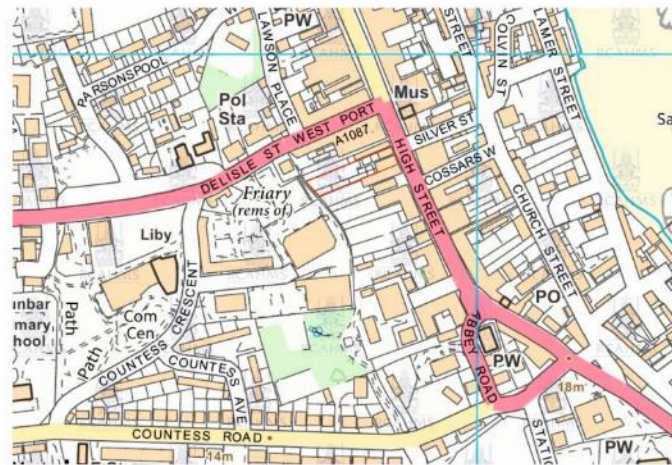 PW
LAWSON PLACE
PARSONSPOOL
COLVIN ST
LAMER STREET
Pol
Sta
Mus
DELISLE ST WEST PORT
A1087
SILVER ST
COSSARS W
HIGH STREET
Friary
(rems of)
CHURCH STREET
Liby
Path
Com
Cen
Path
COUNTESS CRESCENT
COUNTESS AVE
PO
ABBEY ROAD
PW
18m
COUNTESS ROAD
14m
PW
RCAHMS